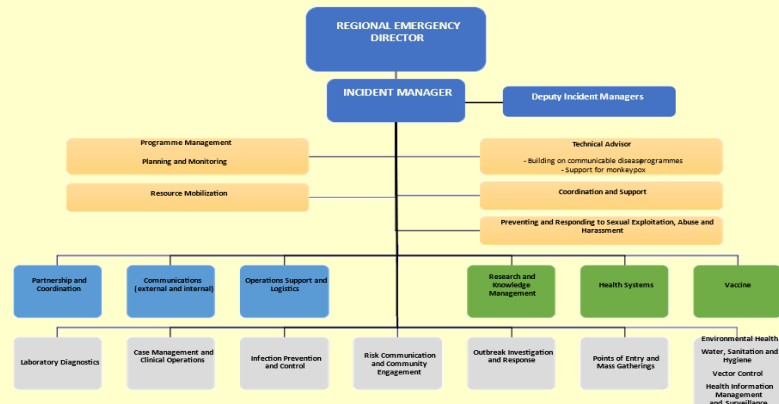 REGIONAL EMERGENCY
DIRECTOR
INCIDENT MANAGER
Deputy Incident Managers
Programme Management
Planning and Monitoring
Technical Advisor
- Building on communicable disease programmes
- Support for monkeypox
Resource Mobilization
Coordination and Support
Preventing and Responding to Sexual Exploitation, Abuse and
Harassment
Partnership and
Coordination
Communications
(external and internal)
Operations Support and
Logistics
Research and
Knowledge
Management
Health Systems
Vaccine
Laboratory Diagnostics
Case Management and
Clinical Operations
Infection Prevention
and Control
Risk Communication
and Community
Engagement
Outbreak Investigation
and Response
Points of Entry and
Mass Gatherings
Environmental Health
Water, Sanitation and
Hygiene
Vector Control
Health Information
Management
and Surveillance